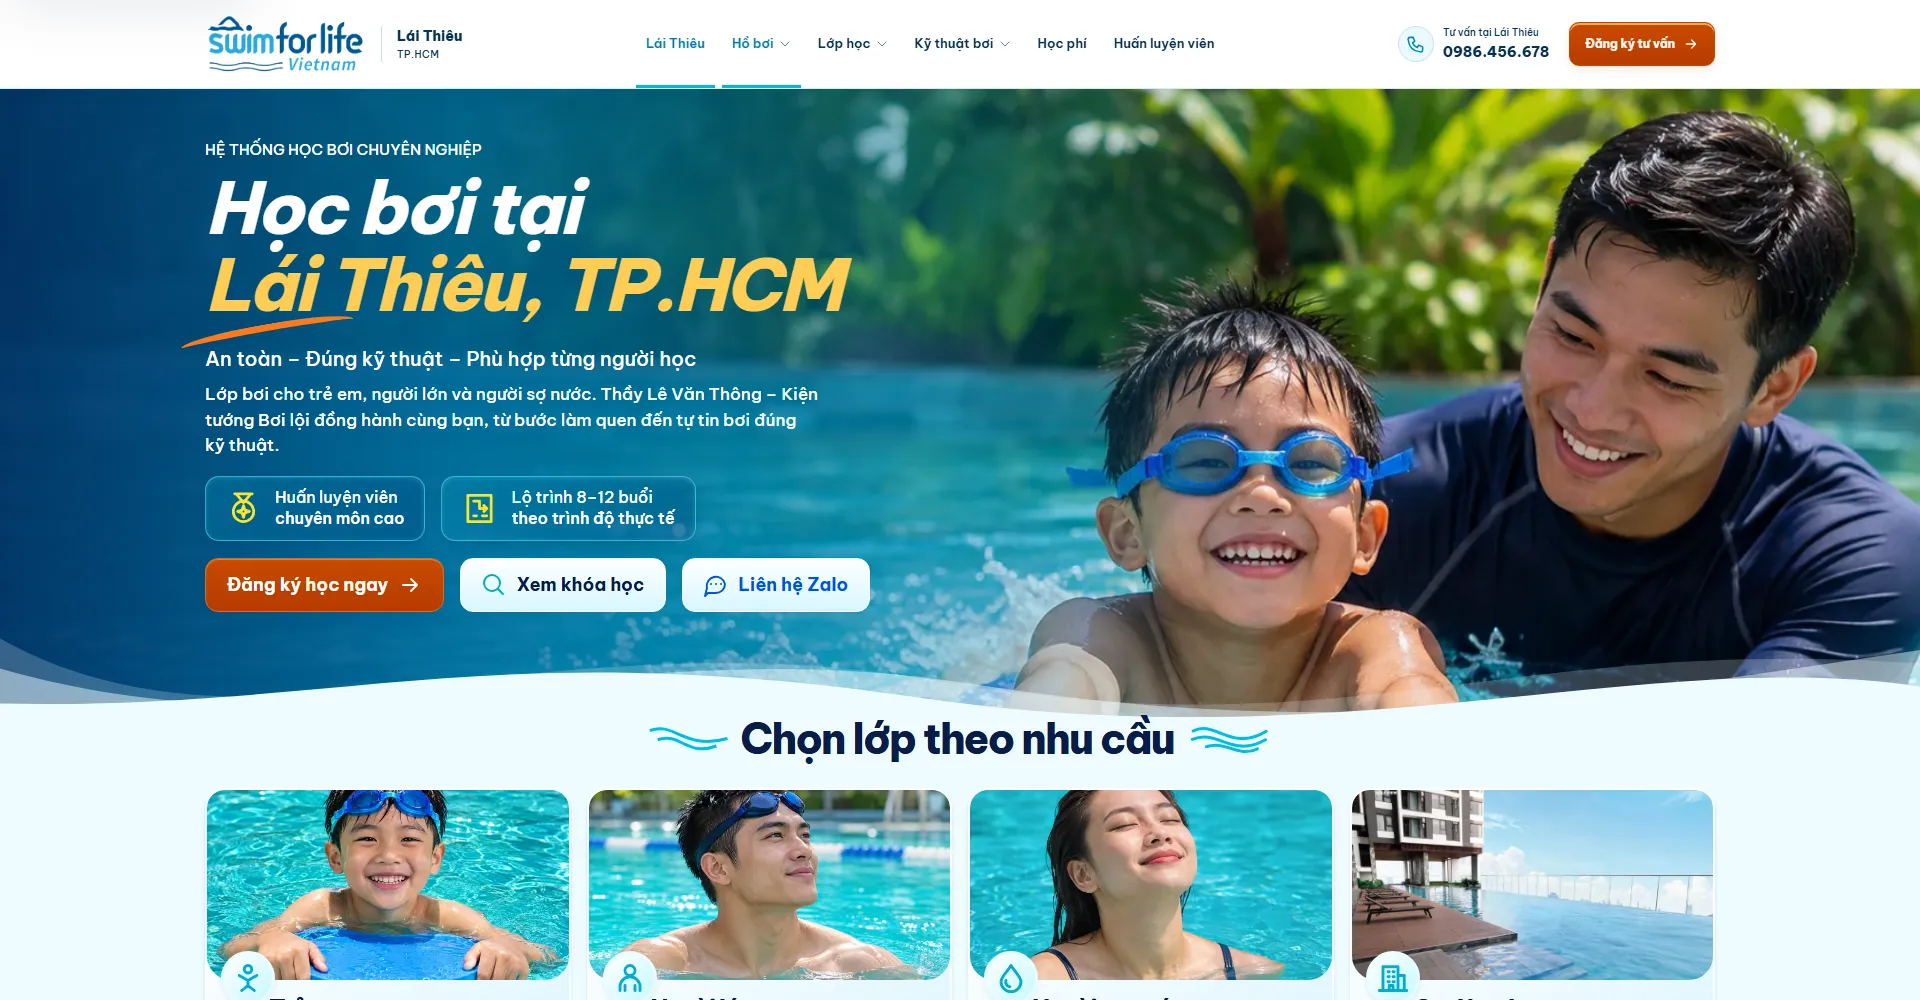 swimforlife
Vietnam
Lái Thiêu
TP.HCM
Lái Thiêu
Hồ bơi
Lớp học
Kỹ thuật bơi
Học phí
Huấn luyện viên
Tư vấn tại Lái Thiêu
0986.456.678
Đăng ký tư vấn
HỆ THỐNG HỌC BƠI CHUYÊN NGHIỆP
Học bơi tại
Lái Thiêu, TP.HCM
An toàn – Đúng kỹ thuật – Phù hợp từng người học
Lớp bơi cho trẻ em, người lớn và người sợ nước. Thầy Lê Văn Thông – Kiện
tướng Bơi lội đồng hành cùng bạn, từ bước làm quen đến tự tin bơi đúng
kỹ thuật.
Huấn luyện viên
chuyên môn cao
Lộ trình 8–12 buổi
theo trình độ thực tế
Đăng ký học ngay
Xem khóa học
Liên hệ Zalo
Chọn lớp theo nhu cầu